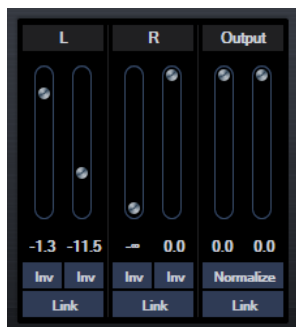 L R Output
-1.3 -11.5 -∞ 0.0 0.0 0.0
Inv Inv Inv Inv Normalize
Link Link Link